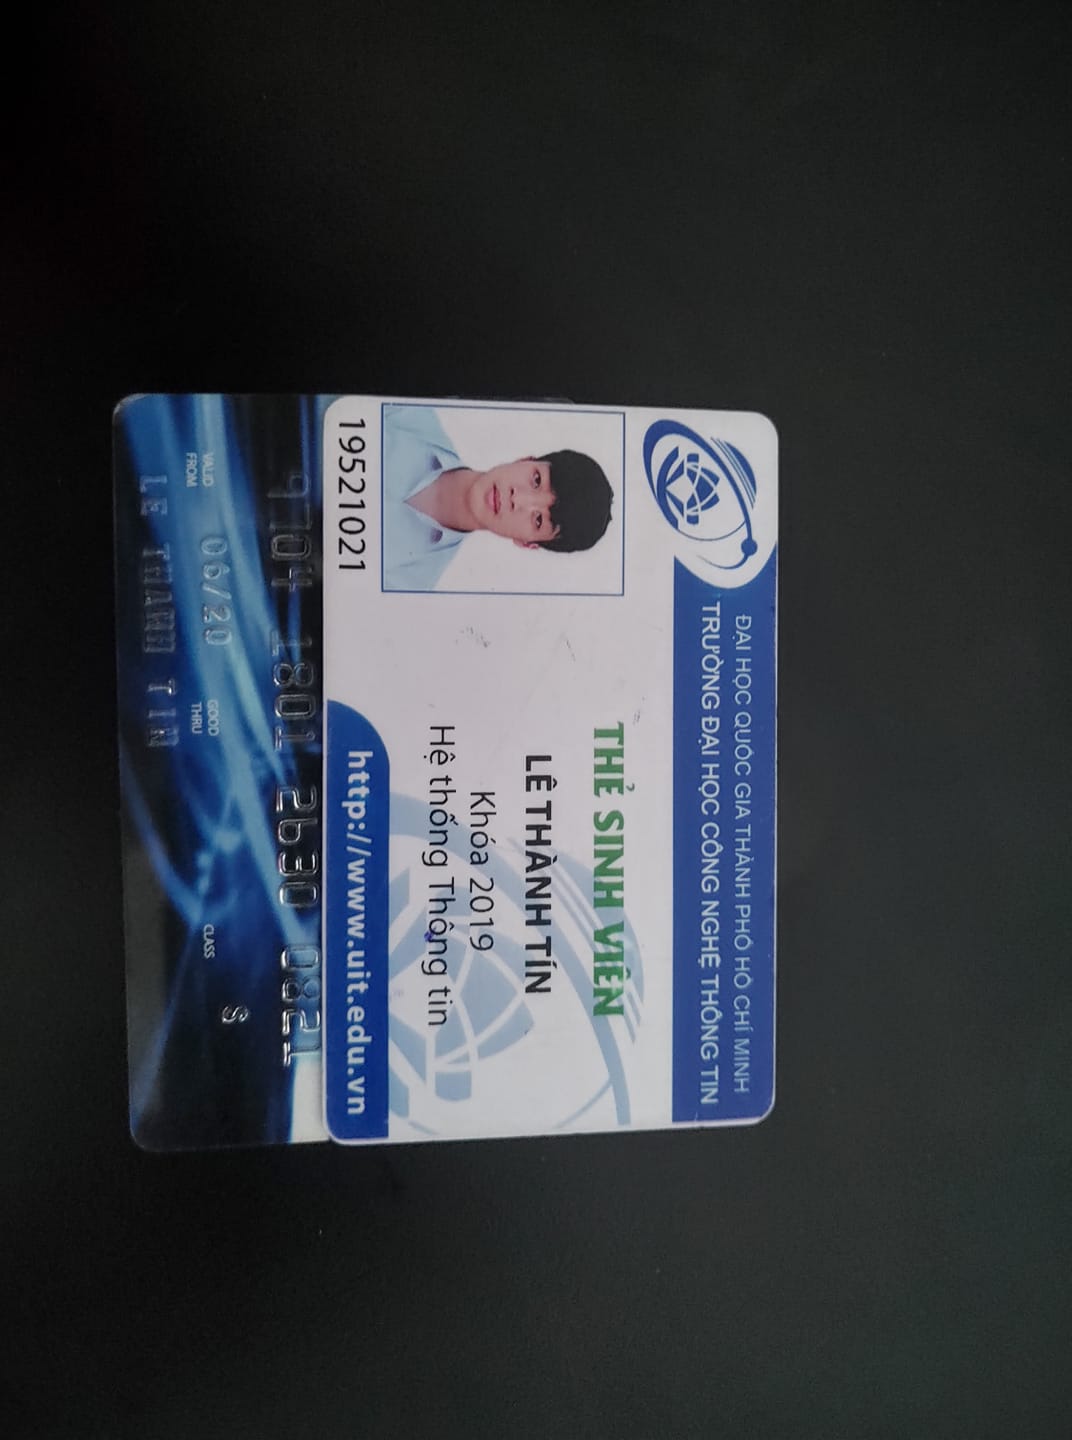 ĐẠI HỌC QUỐC GIA THÀNH PHỐ HỒ CHÍ MINH
TRƯỜNG ĐẠI HỌC CÔNG NGHỆ THÔNG TIN
THẺ SINH VIÊN
LÊ THÀNH TÍN
Khóa 2019
Hệ thống Thông tin
19521021
http://www.uit.edu.vn
9704 1801 2630 0821
S
VALID FROM 06/20 GOOD THRU CLASS
LE THANH TIN